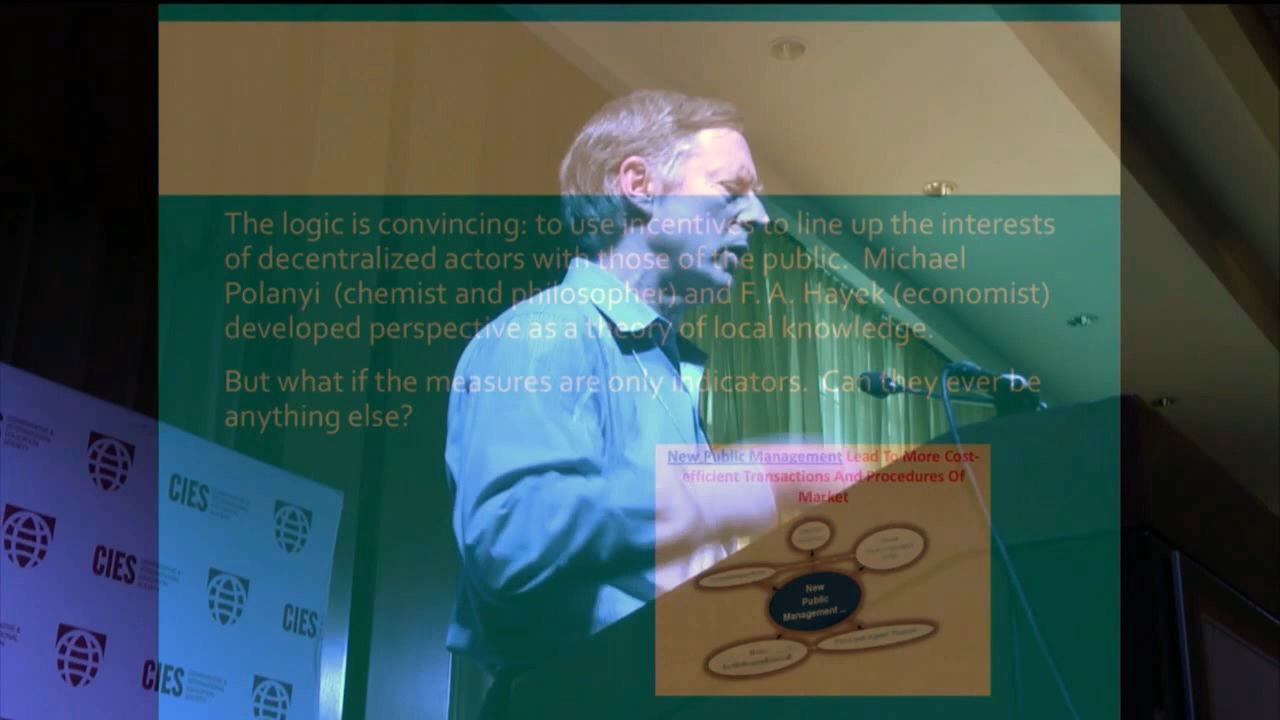 The logic is convincing: to use incentives to line up the interests
of decentralized actors with those of the public. Michael
Polanyi (chemist and philosopher) and F. A. Hayek (economist)
developed perspective as a theory of local knowledge.
But what if the measures are only indicators. Can they ever be
anything else?
New Public Management Lead To More Cost-
efficient Transactions And Procedures Of
Market
New
Public
Management ...
CIES
CIES
CIES
CIES